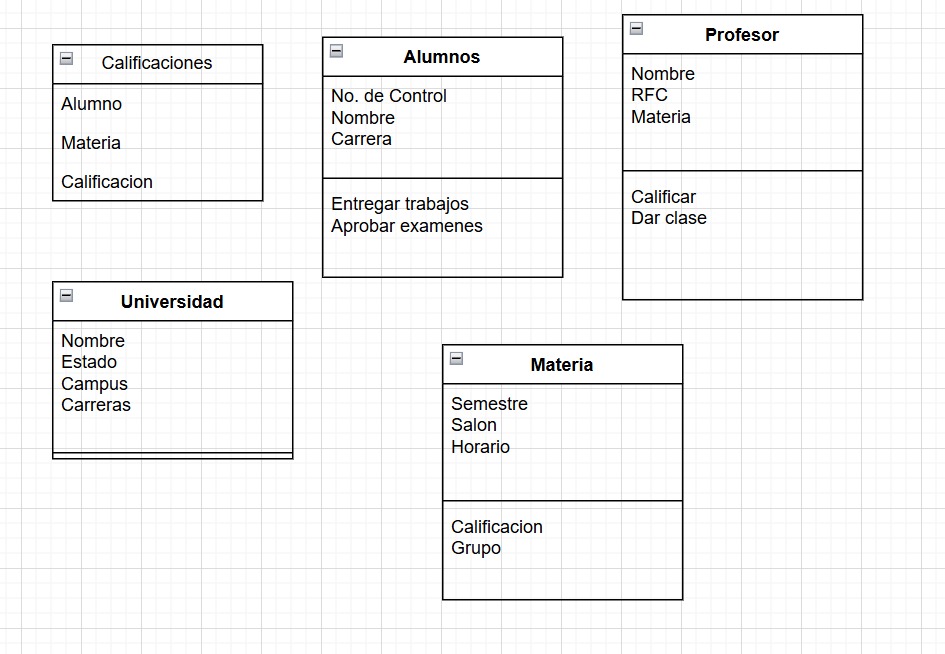 Calificaciones
Alumno
Materia
Calificacion
Alumnos
No. de Control
Nombre
Carrera
Entregar trabajos
Aprobar examenes
Profesor
Nombre
RFC
Materia
Calificar
Dar clase
Universidad
Nombre
Estado
Campus
Carreras
Materia
Semestre
Salon
Horario
Calificacion
Grupo